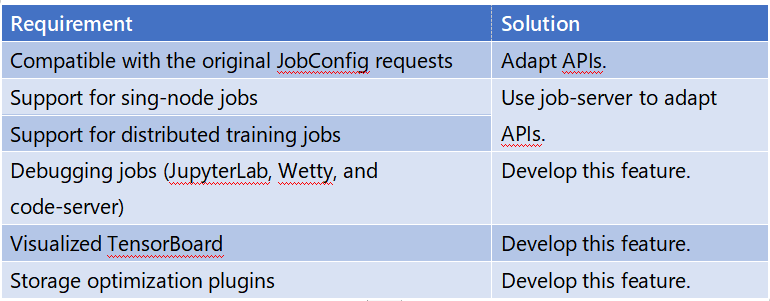 Requirement Solution
Compatible with the original JobConfig requests Adapt APIs.
Support for sing-node jobs Use job-server to adapt
Support for distributed training jobs APIs.
Debugging jobs (JupyterLab, Wetty, and Develop this feature.
code-server)
Visualized TensorBoard Develop this feature.
Storage optimization plugins Develop this feature.